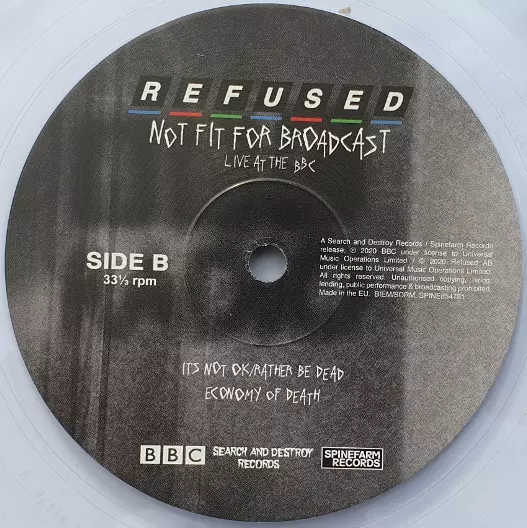 REFUSED
NOT FIT FOR BROADCAST
LIVE AT THE BBC
SIDE B
33⅓ rpm
A Search and Destroy Records / Spinefarm Records
release. ℗ 2020 BBC under license to Universal
Music Operations Limited / © 2020 Refused AB
under license to Universal Music Operations Limited.
All rights reserved. Unauthorised copying, hiring
lending, public performance & broadcasting prohibited.
Made in the EU. BIEM/SDRM. SPINE854781
ITS NOT OK/RATHER BE DEAD
ECONOMY OF DEATH
BBC
SEARCH AND DESTROY
RECORDS
SPINEFARM
RECORDS